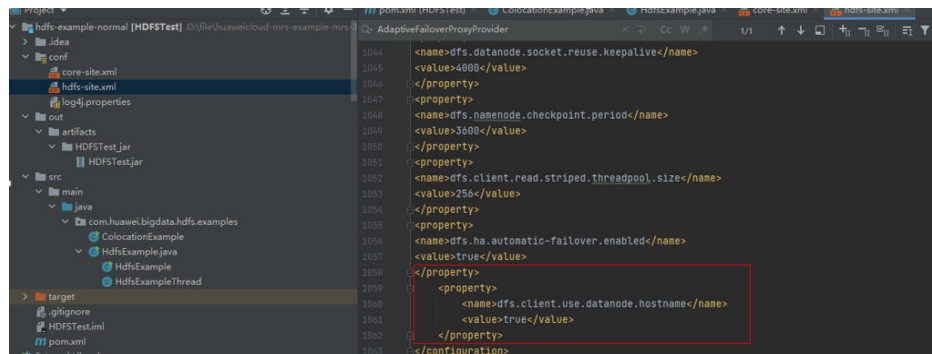 Project
pom.xml (HDFSTest)
ColocationExample.java
HdfsExample.java
core-site.xml
hdfs-site.xml
hdfs-example-normal [HDFSTest] D:\file\huaweicloud-mrs-example-mrs-3
.idea
conf
core-site.xml
hdfs-site.xml
log4j.properties
out
artifacts
HDFSTest_jar
HDFSTest.jar
src
main
java
com.huawei.bigdata.hdfs.examples
ColocationExample
HdfsExample.java
HdfsExample
HdfsExampleThread
target
.gitignore
HDFSTest.iml
pom.xml
AdaptiveFailoverProxyProvider
Cc W .* 1/1
1044 <name>dfs.datanode.socket.reuse.keepalive</name>
1045 <value>4000</value>
1046 </property>
1047 <property>
1048 <name>dfs.namenode.checkpoint.period</name>
1049 <value>3600</value>
1050 </property>
1051 <property>
1052 <name>dfs.client.read.striped.threadpool.size</name>
1053 <value>256</value>
1054 </property>
1055 <property>
1056 <name>dfs.ha.automatic-failover.enabled</name>
1057 <value>true</value>
1058 </property>
1059 <property>
1060 <name>dfs.client.use.datanode.hostname</name>
1061 <value>true</value>
1062 </property>
1063 </configuration>